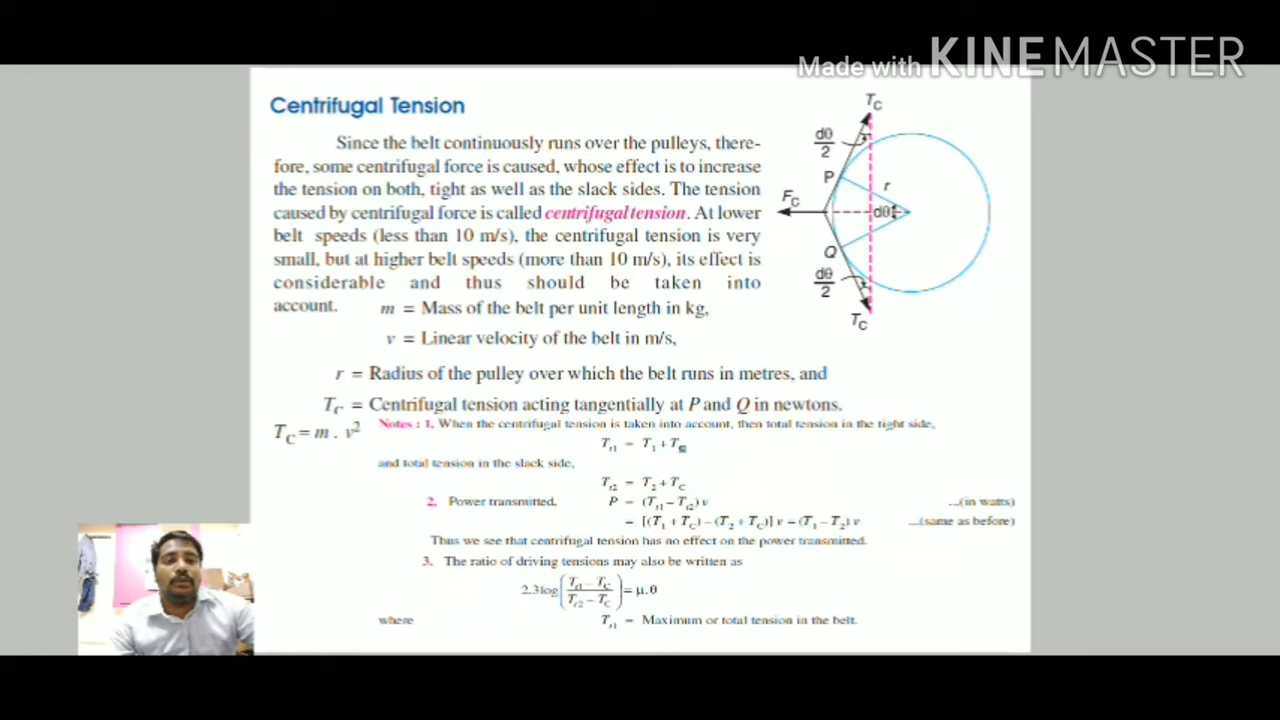 Made with KINEMASTER
Centrifugal Tension
Since the belt continuously runs over the pulleys, there-
fore, some centrifugal force is caused, whose effect is to increase
the tension on both, tight as well as the slack sides. The tension
caused by centrifugal force is called centrifugal tension. At lower
belt speeds (less than 10 m/s), the centrifugal tension is very
small, but at higher belt speeds (more than 10 m/s), its effect is
considerable and thus should be taken into
account.
m = Mass of the belt per unit length in kg,
v = Linear velocity of the belt in m/s,
r = Radius of the pulley over which the belt runs in metres, and
T_C = Centrifugal tension acting tangentially at P and Q in newtons.
T_C
dθ/2
P
r
F_C
dθ
Q
dθ/2
T_C
T_C = m . v²
Notes : 1. When the centrifugal tension is taken into account, then total tension in the tight side,
T_t1 = T_1 + T_C
and total tension in the slack side,
T_t2 = T_2 + T_C
2. Power transmitted, P = (T_t1 – T_t2) v ...(in watts)
= [(T_1 + T_C) – (T_2 + T_C)] v = (T_1 – T_2) v ...(same as before)
Thus we see that centrifugal tension has no effect on the power transmitted.
3. The ratio of driving tensions may also be written as
2.3 log (T_t1 – T_C / T_t2 – T_C) = μ.θ
where T_t1 = Maximum or total tension in the belt.